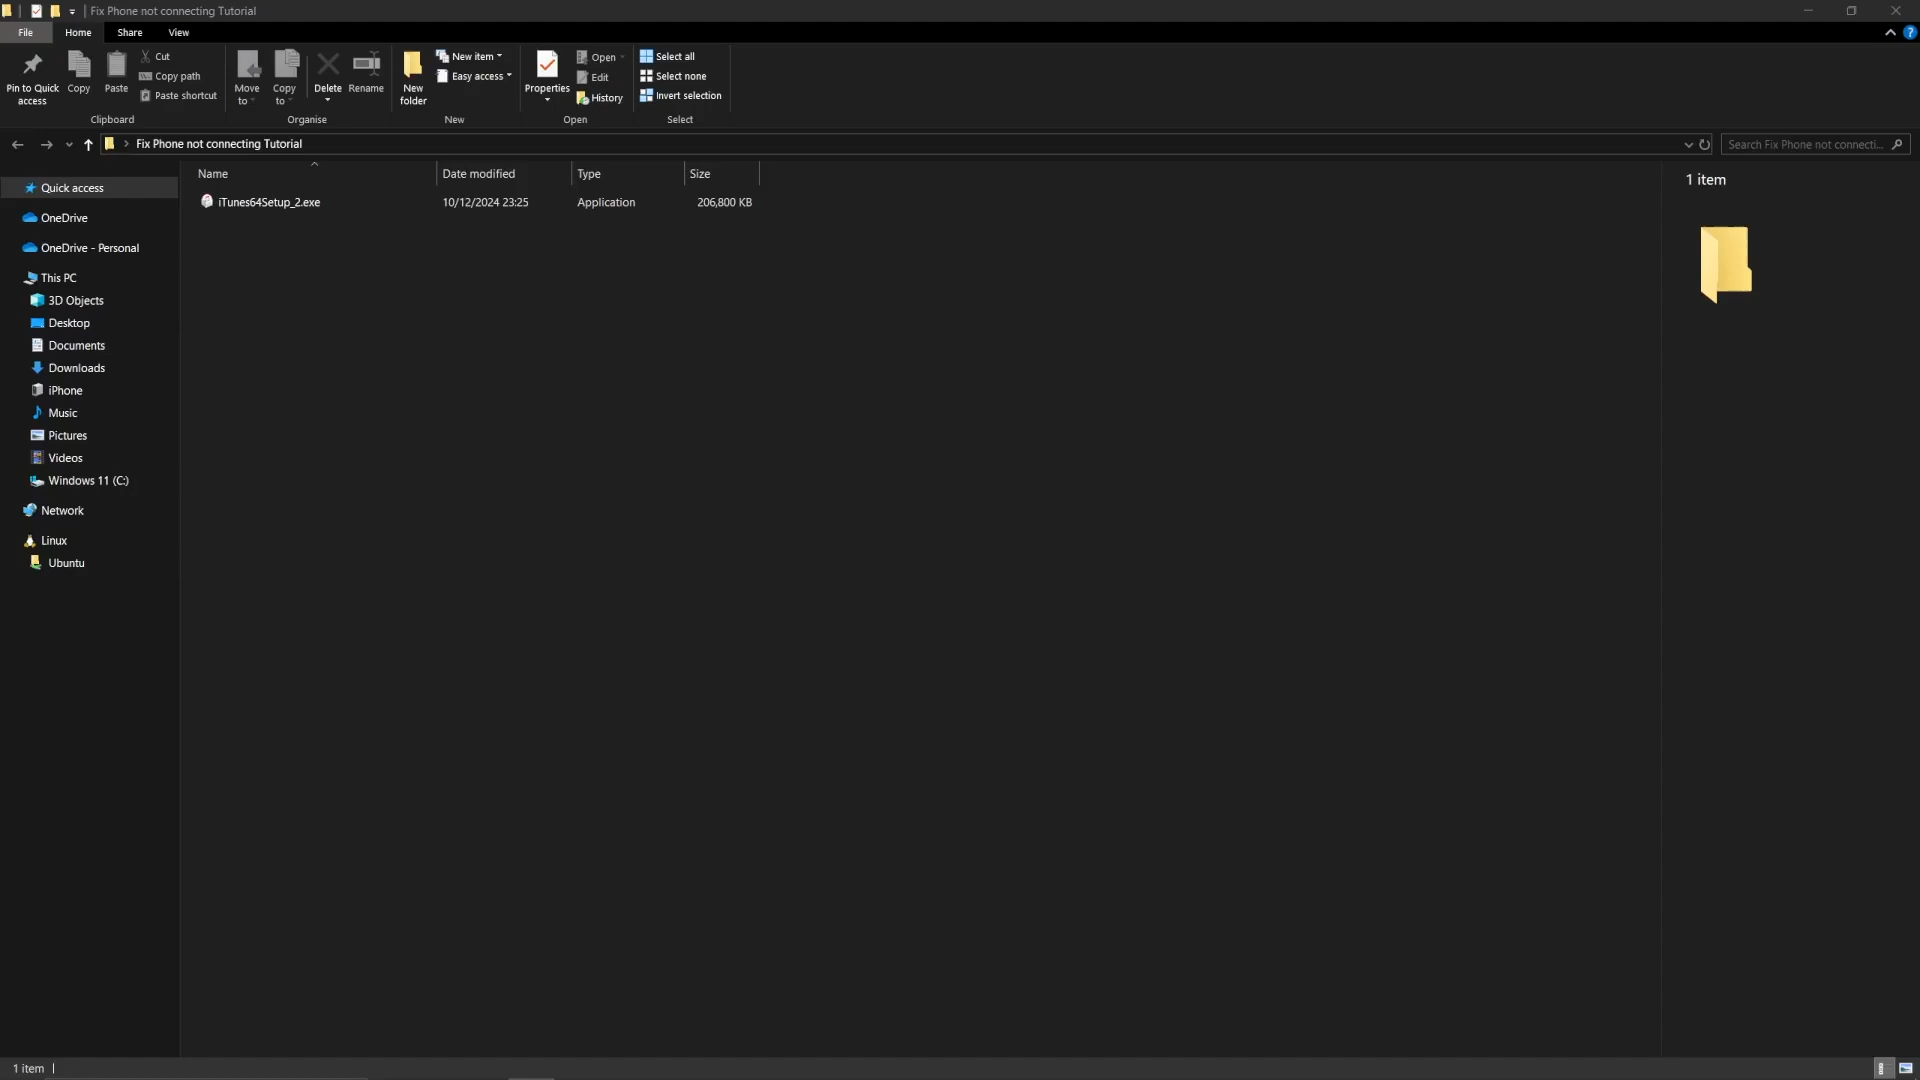 Fix Phone not connecting Tutorial
File Home Share View
Pin to Quick access
Copy
Paste
Cut
Copy path
Paste shortcut
Move to
Copy to
Delete
Rename
New folder
New item
Easy access
Properties
Open
Edit
History
Select all
Select none
Invert selection
Clipboard Organise New Open Select
Fix Phone not connecting Tutorial
Search Fix Phone not connecti...
Name Date modified Type Size
iTunes64Setup_2.exe 10/12/2024 23:25 Application 206,800 KB
Quick access
OneDrive
OneDrive - Personal
This PC
3D Objects
Desktop
Documents
Downloads
iPhone
Music
Pictures
Videos
Windows 11 (C:)
Network
Linux
Ubuntu
1 item
1 item